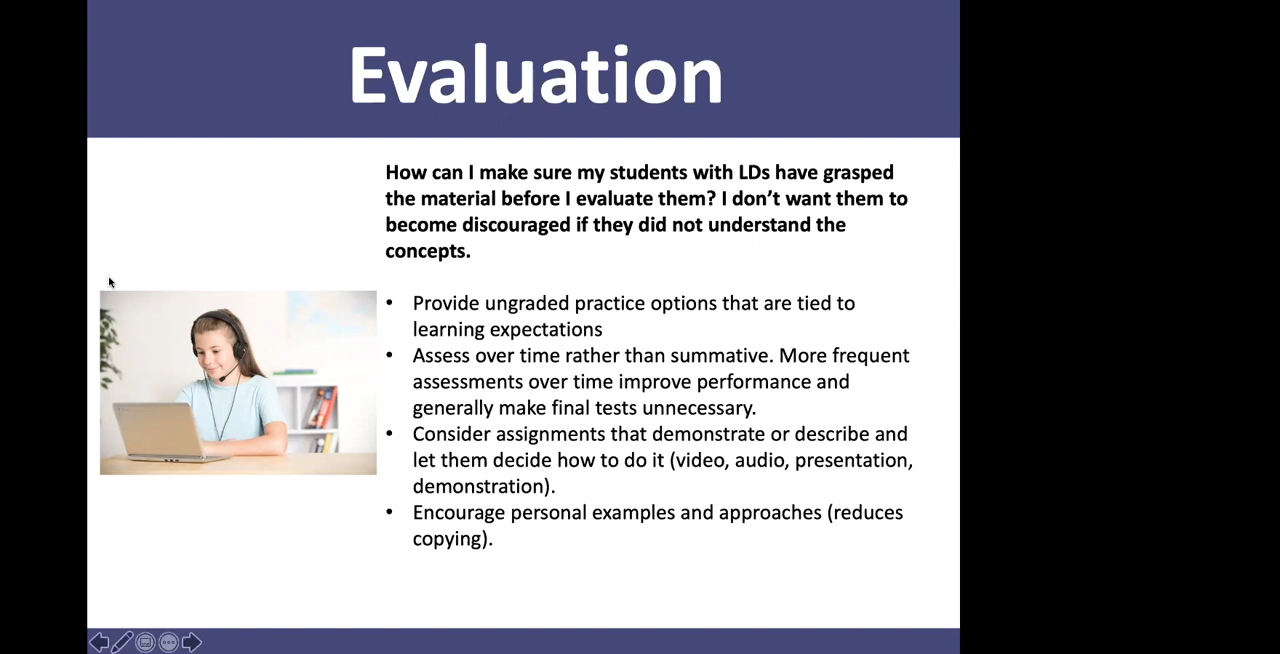 Evaluation
How can I make sure my students with LDs have grasped
the material before I evaluate them? I don’t want them to
become discouraged if they did not understand the
concepts.
• Provide ungraded practice options that are tied to
learning expectations
• Assess over time rather than summative. More frequent
assessments over time improve performance and
generally make final tests unnecessary.
• Consider assignments that demonstrate or describe and
let them decide how to do it (video, audio, presentation,
demonstration).
• Encourage personal examples and approaches (reduces
copying).